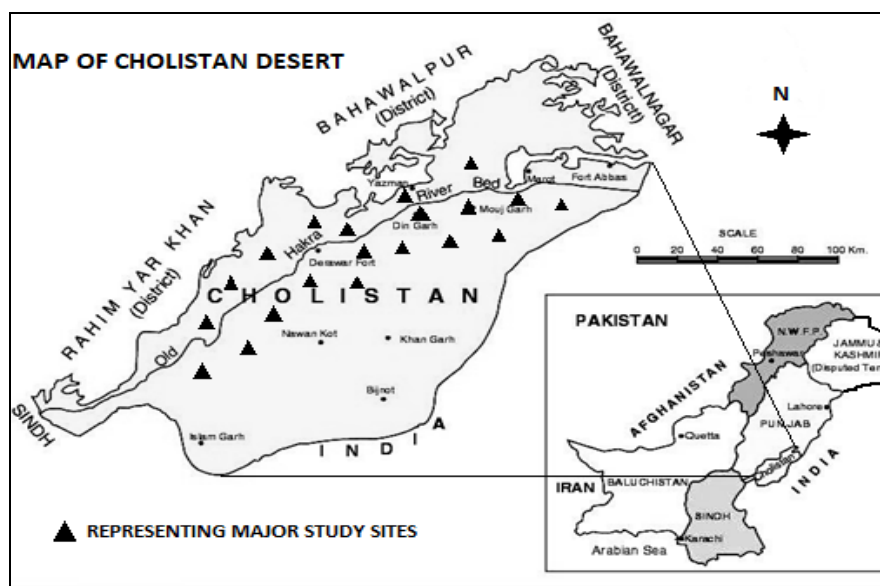 MAP OF CHOLISTAN DESERT
BAHAWALPUR
(District)
BAHAWALNAGAR
(Districtt)
N
RAHIM YAR KHAN
(District)
SINDH
Yazman
Marot
Fort Abbas
Old Hakra River Bed
Din Garh
Mouj Garh
Derawar Fort
CHOLISTAN
Nawan Kot
Khan Garh
Bijnot
Islam Garh
INDIA
SCALE
0 20 40 60 80 100 Km.
REPRESENTING MAJOR STUDY SITES
PAKISTAN
N.W.F.P.
Peshawar
JAMMU &
KASHMIR
(Disputed Ter
AFGHANISTAN
Lahore
PUNJAB
Quetta
Cholistan
INDIA
IRAN
BALUCHISTAN
SINDH
Karachi
Arabian Sea